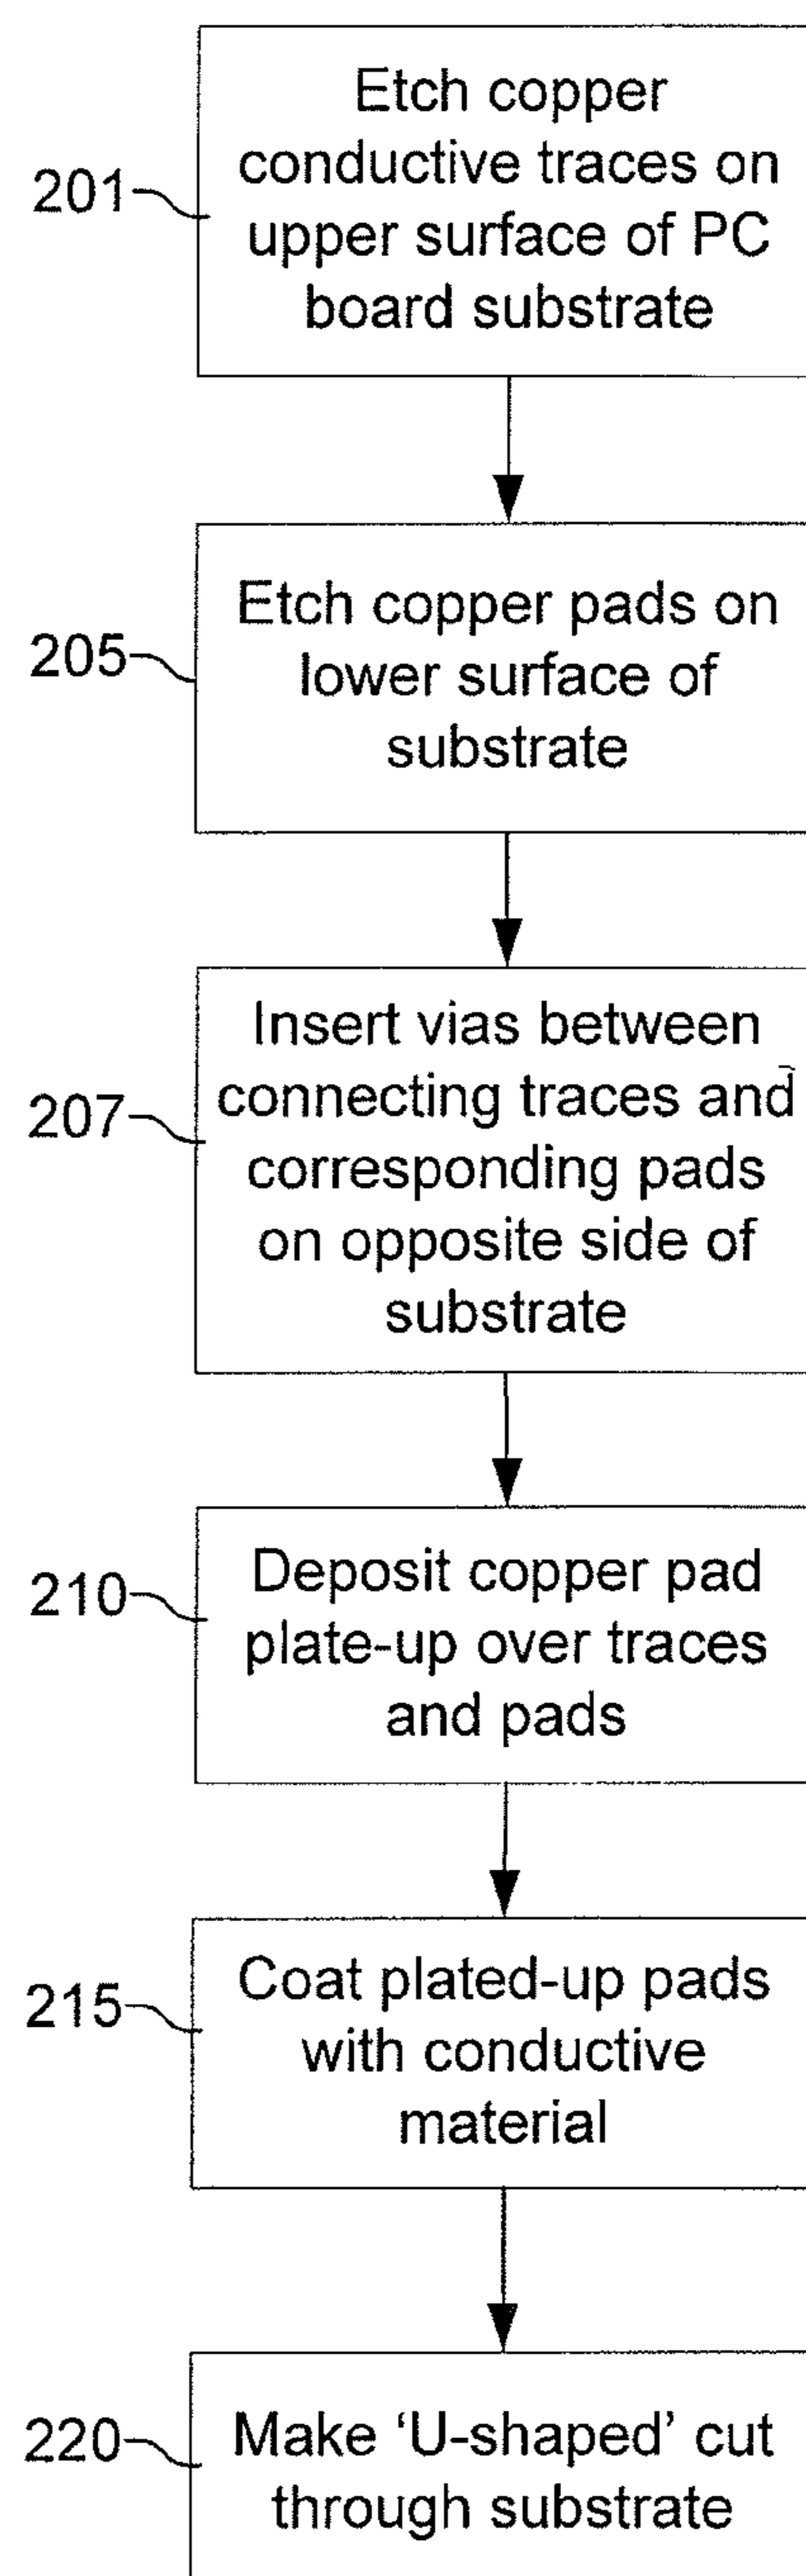 Etch copper
conductive traces on
upper surface of PC
board substrate
201
Etch copper pads on
lower surface of
substrate
205
Insert vias between
connecting traces and
corresponding pads
on opposite side of
substrate
207
Deposit copper pad
plate-up over traces
and pads
210
Coat plated-up pads
with conductive
material
215
Make ‘U-shaped’ cut
through substrate
220